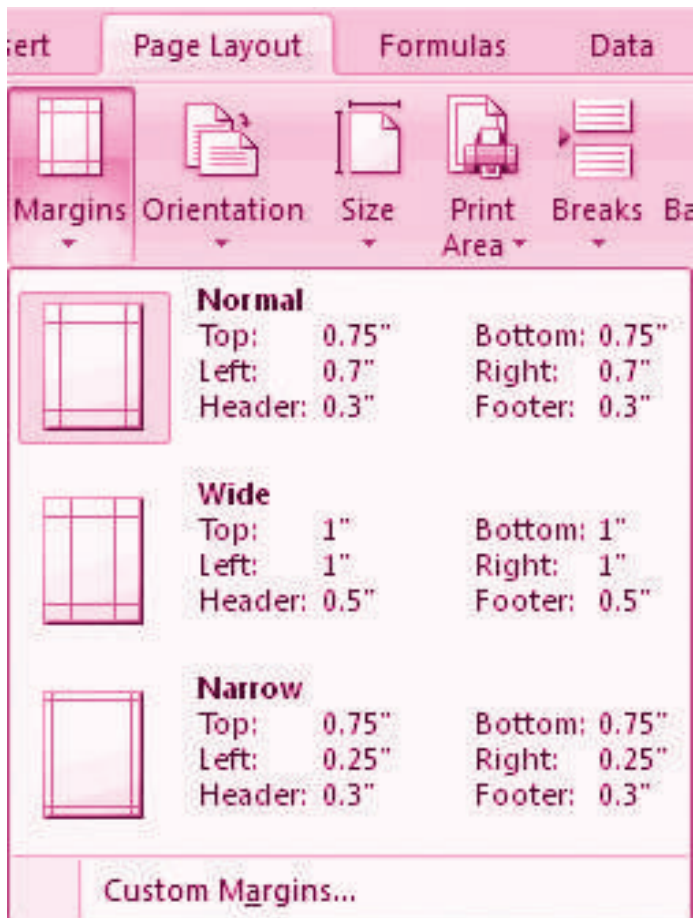 sert Page Layout Formulas Data
Margins Orientation Size Print Area Breaks Ba
Normal
Top: 0.75" Bottom: 0.75"
Left: 0.7" Right: 0.7"
Header: 0.3" Footer: 0.3"
Wide
Top: 1" Bottom: 1"
Left: 1" Right: 1"
Header: 0.5" Footer: 0.5"
Narrow
Top: 0.75" Bottom: 0.75"
Left: 0.25" Right: 0.25"
Header: 0.3" Footer: 0.3"
Custom Margins...